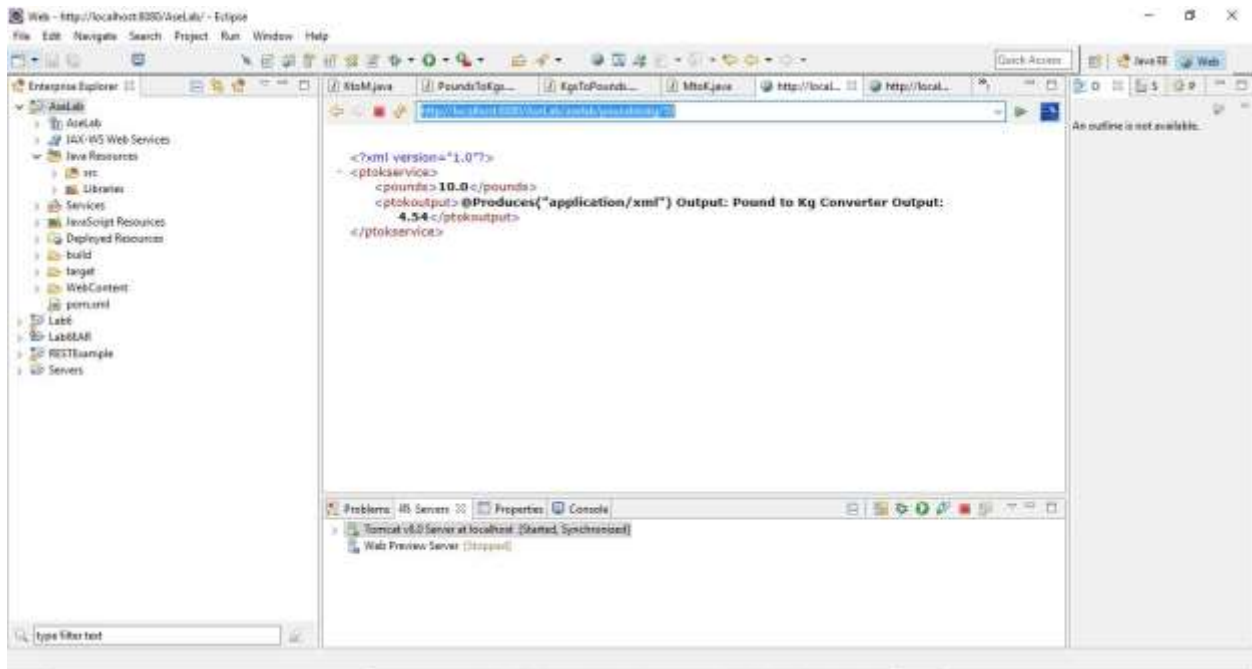 Web - http://localhost:8080/AseLab/ - Eclipse
File Edit Navigate Search Project Run Window Help
Quick Access
Java EE
Web
Enterprise Explorer
AseLab
AseLab
JAX-WS Web Services
Java Resources
src
Libraries
Services
JavaScript Resources
Deployed Resources
build
target
WebContent
pom.xml
Lab6
Lab6EAR
RESTExample
Servers
type filter text
KtoM.java
PoundsToKgs...
KgsToPounds...
MtoK.java
http://local...
http://local...
<?xml version="1.0"?>
- <ptokservice>
<pounds>10.0</pounds>
<ptokoutput>@Produces("application/xml") Output: Pound to Kg Converter Output:
4.54</ptokoutput>
</ptokservice>
An outline is not available.
Problems
Servers
Properties
Console
Tomcat v8.0 Server at localhost [Started, Synchronized]
Web Preview Server [Stopped]